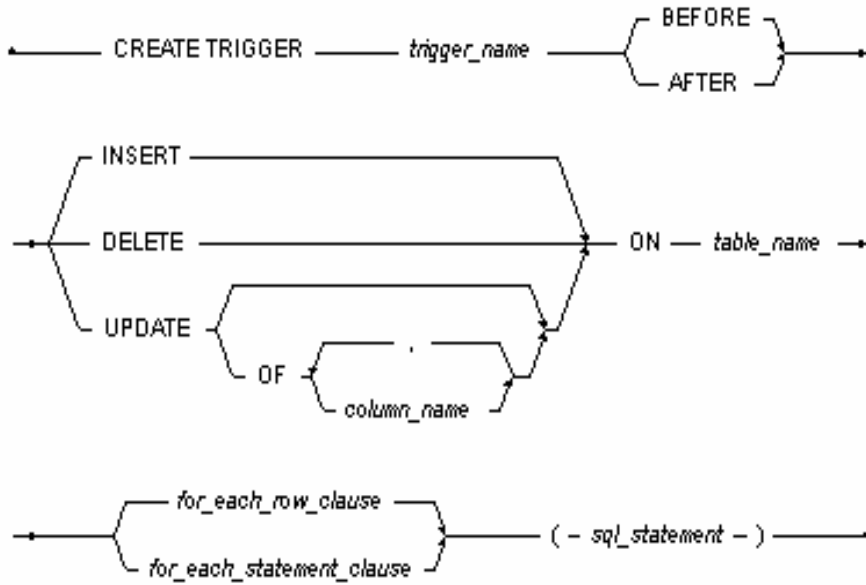 BEFORE
CREATE TRIGGER trigger_name
AFTER
INSERT
DELETE ON table_name
UPDATE
,
OF
column_name
for_each_row_clause
( - sql_statement - )
for_each_statement_clause